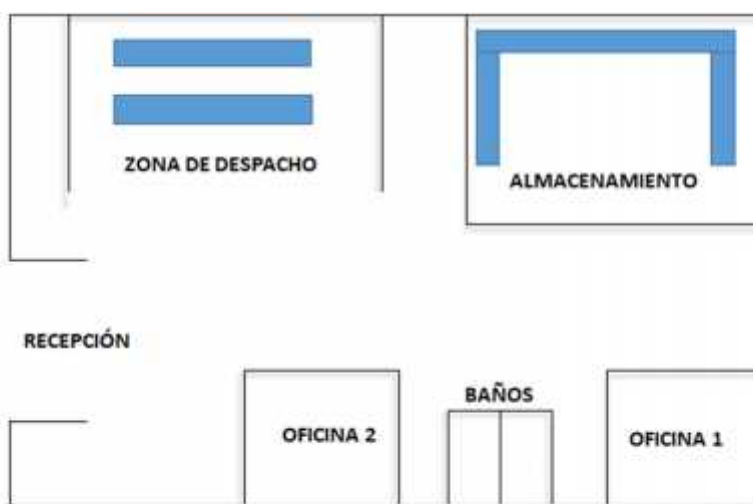 ZONA DE DESPACHO
ALMACENAMIENTO
RECEPCIÓN
BAÑOS
OFICINA 2
OFICINA 1